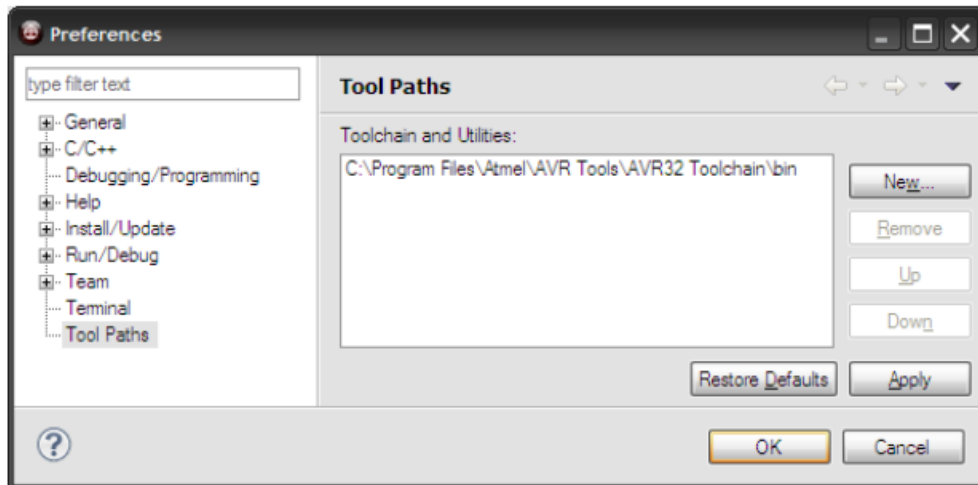 Preferences
type filter text
General
C/C++
Debugging/Programming
Help
Install/Update
Run/Debug
Team
Terminal
Tool Paths
Tool Paths
Toolchain and Utilities:
C:\Program Files\Atmel\AVR Tools\AVR32 Toolchain\bin
New...
Remove
Up
Down
Restore Defaults
Apply
?
OK
Cancel